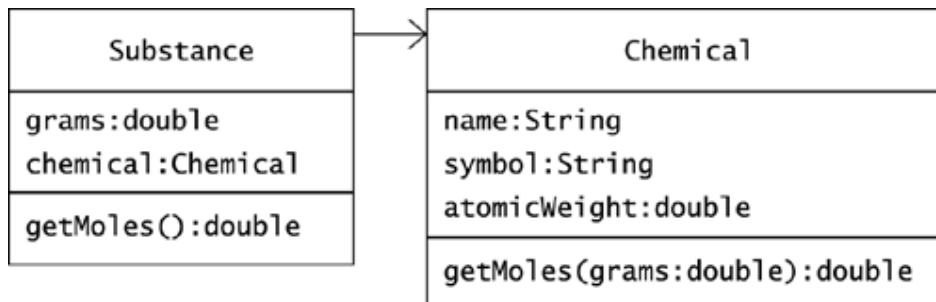 Substance
grams:double
chemical:Chemical
getMoles():double
Chemical
name:String
symbol:String
atomicWeight:double
getMoles(grams:double):double